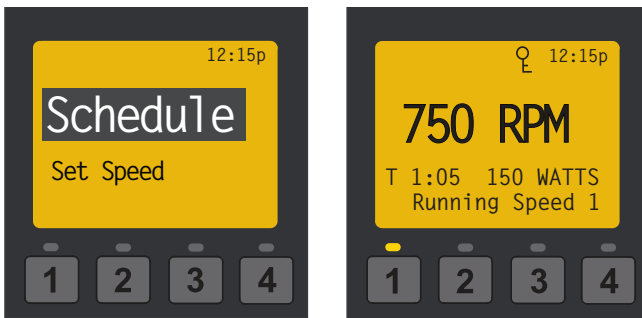 12:15p
Schedule
Set Speed
1 2 3 4
12:15p
750 RPM
T 1:05 150 WATTS
Running Speed 1
1 2 3 4